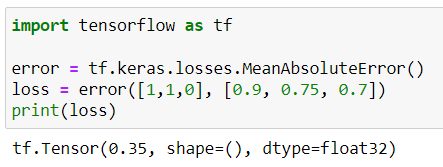 import tensorflow as tf
error = tf.keras.losses.MeanAbsoluteError()
loss = error([1,1,0], [0.9, 0.75, 0.7])
print(loss)
tf.Tensor(0.35, shape=(), dtype=float32)